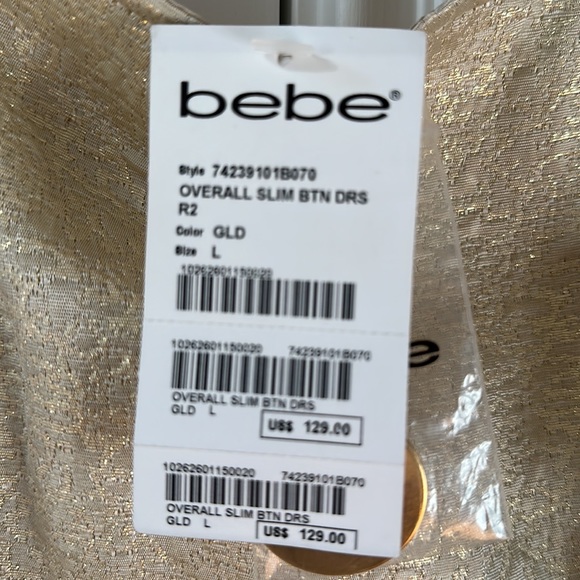 bebe®
Style 74239101B070
OVERALL SLIM BTN DRS
R2
Color GLD
Size L
10262601150020
10262601150020 74239101B070
OVERALL SLIM BTN DRS
GLD L
US$ 129.00
10262601150020 74239101B070
OVERALL SLIM BTN DRS
GLD L
US$ 129.00
e